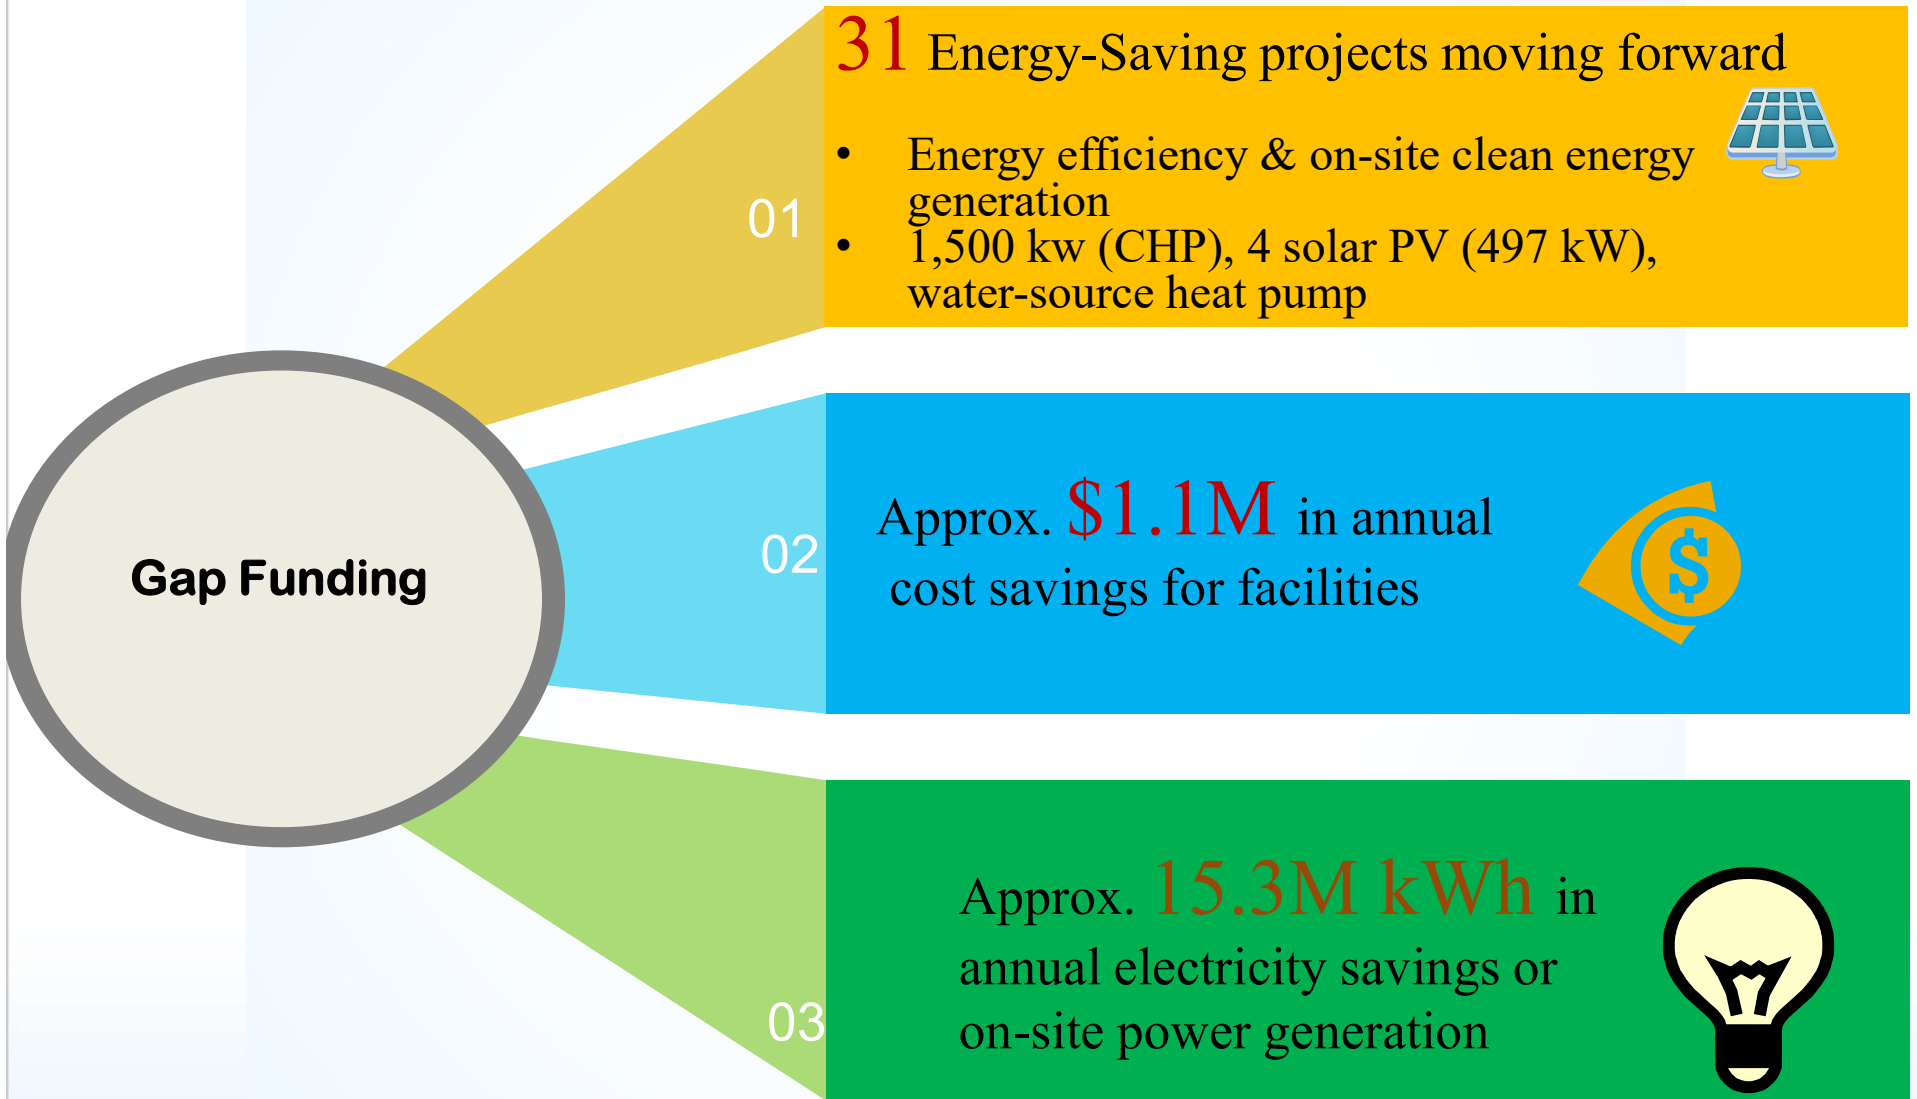 Gap Funding
01
31 Energy-Saving projects moving forward
• Energy efficiency & on-site clean energy
generation
• 1,500 kw (CHP), 4 solar PV (497 kW),
water-source heat pump
02
Approx. $1.1M in annual
cost savings for facilities
$
03
Approx. 15.3M kWh in
annual electricity savings or
on-site power generation